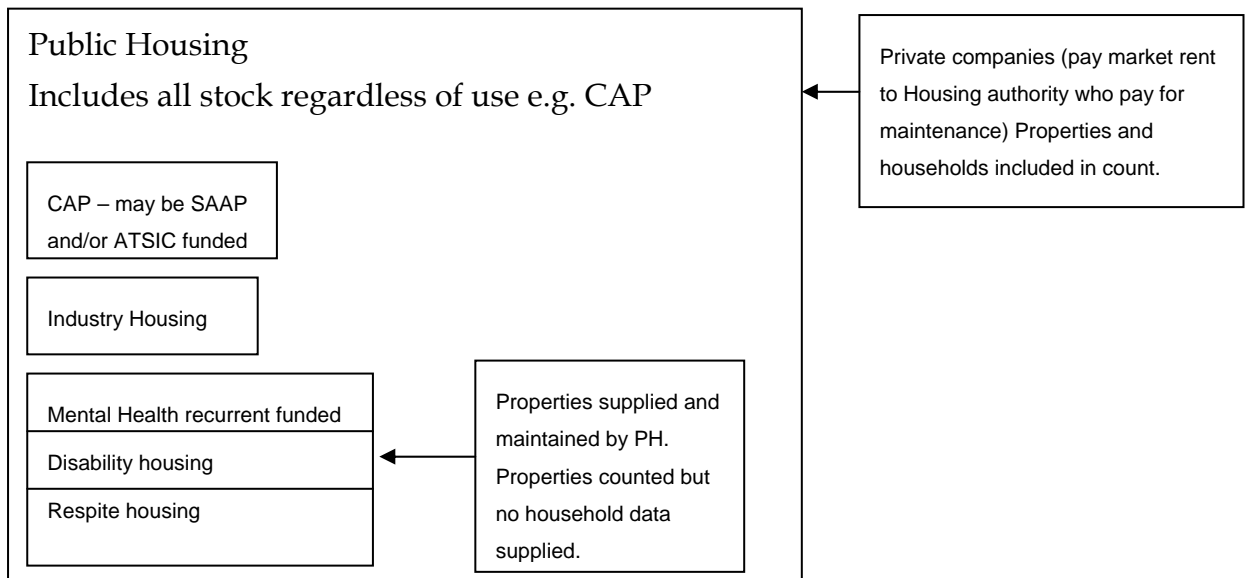 Public Housing
Includes all stock regardless of use e.g. CAP
Private companies (pay market rent
to Housing authority who pay for
maintenance) Properties and
households included in count.
CAP – may be SAAP
and/or ATSIC funded
Industry Housing
Mental Health recurrent funded
Disability housing
Respite housing
Properties supplied and
maintained by PH.
Properties counted but
no household data
supplied.